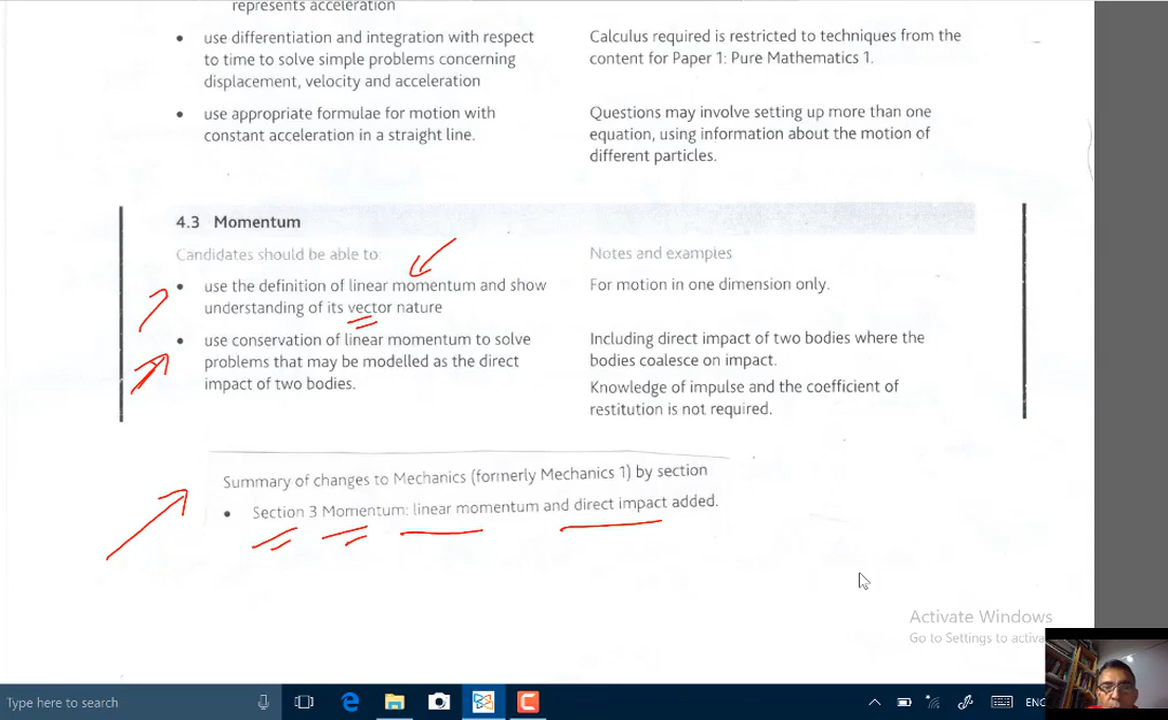 represents acceleration
• use differentiation and integration with respect
to time to solve simple problems concerning
displacement, velocity and acceleration
Calculus required is restricted to techniques from the
content for Paper 1: Pure Mathematics 1.
• use appropriate formulae for motion with
constant acceleration in a straight line.
Questions may involve setting up more than one
equation, using information about the motion of
different particles.
4.3 Momentum
Candidates should be able to:
Notes and examples
• use the definition of linear momentum and show
understanding of its vector nature
For motion in one dimension only.
• use conservation of linear momentum to solve
problems that may be modelled as the direct
impact of two bodies.
Including direct impact of two bodies where the
bodies coalesce on impact.
Knowledge of impulse and the coefficient of
restitution is not required.
Summary of changes to Mechanics (formerly Mechanics 1) by section
• Section 3 Momentum: linear momentum and direct impact added.
Activate Windows
Go to Settings to activa
Type here to search
ENG